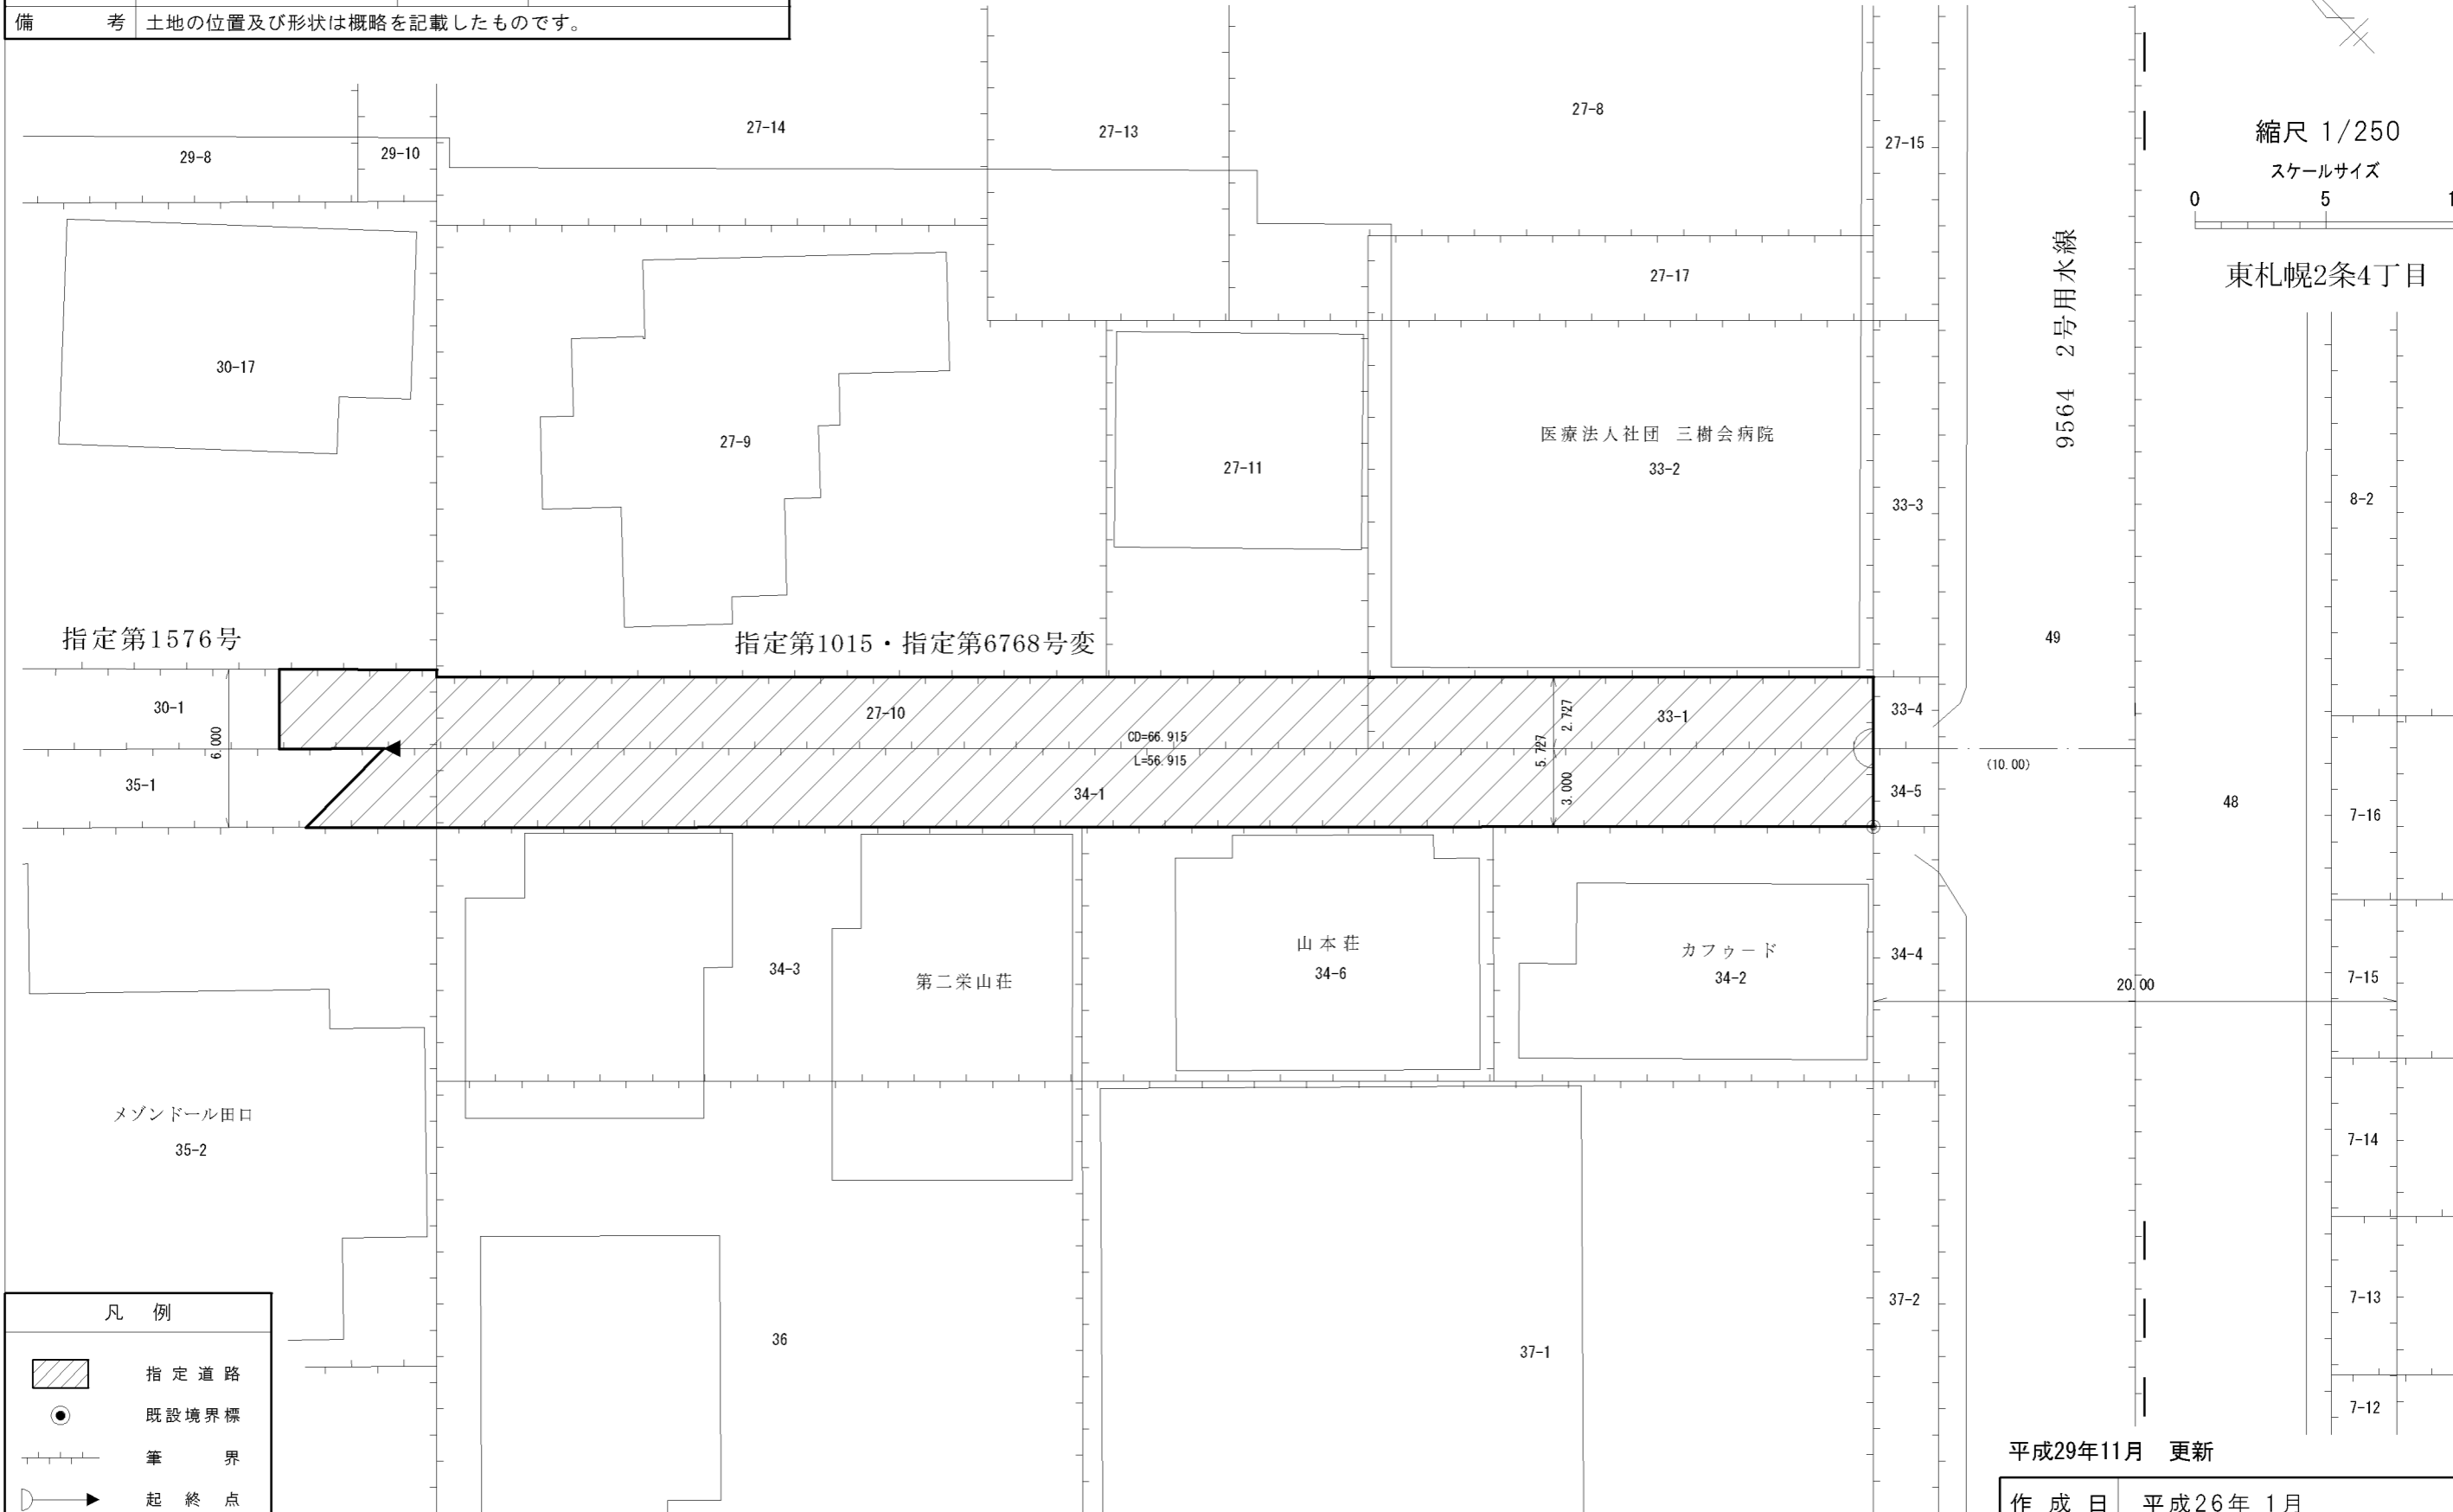 備 考 土地の位置及び形状は概略を記載したものです。
縮尺 1/250
スケールサイズ
0 5
東札幌2条4丁目
9564 2号用水線
27-14
27-13
27-8
27-15
29-8
29-10
27-17
30-17
27-9
27-11
医療法人社団 三樹会病院
33-2
33-3
8-2
49
指定第1576号
指定第1015・指定第6768号変
30-1
6.000
35-1
27-10
CD=66.915
L=56.915
34-1
5.727
2.727
3.000
33-1
33-4
34-5
(10.00)
48
7-16
34-3
第二栄山荘
山本荘
34-6
カフゥード
34-2
34-4
20.00
7-15
7-14
メゾンドール田口
35-2
36
37-1
37-2
7-13
7-12
凡 例
指定道路
既設境界標
筆 界
起 終 点
平成29年11月 更新
作成日 平成26年 1月